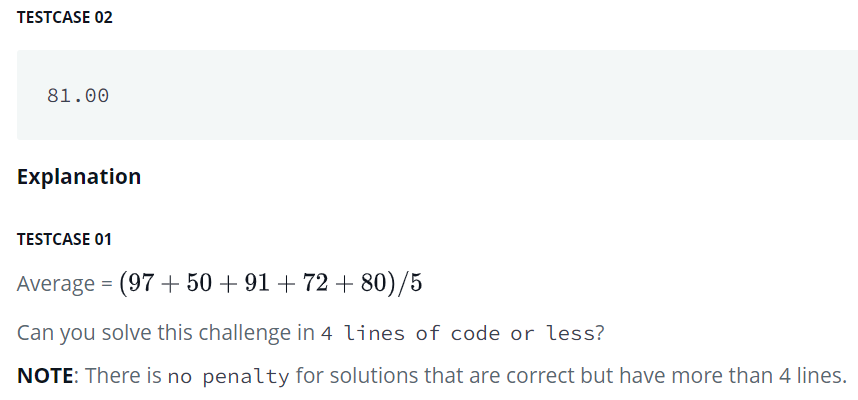 TESTCASE 02
81.00
Explanation
TESTCASE 01
Average = (97 + 50 + 91 + 72 + 80)/5
Can you solve this challenge in 4 lines of code or less?
NOTE: There is no penalty for solutions that are correct but have more than 4 lines.